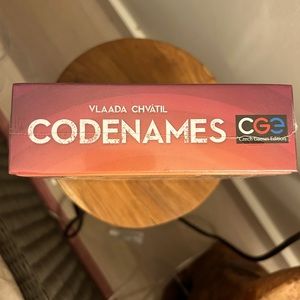 VLAADA CHVÁTIL
CODENAMES
CGE
Czech Games Edition